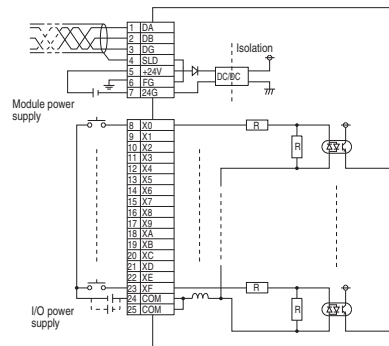 1 DA
2 DB
3 DG
4 SLD
5 +24V
6 FG
7 24G
Isolation
DC/DC
Module power
supply
8 X0
9 X1
10 X2
11 X3
12 X4
13 X5
14 X6
15 X7
16 X8
17 X9
18 XA
19 XB
20 XC
21 XD
22 XE
23 XF
24 COM
25 COM
R
R
R
R
I/O power
supply